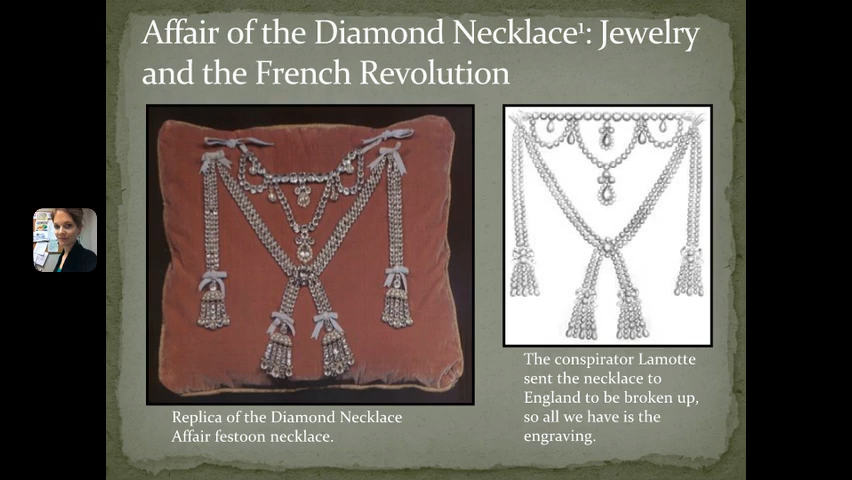 Affair of the Diamond Necklace¹: Jewelry
and the French Revolution
Replica of the Diamond Necklace
Affair festoon necklace.
The conspirator Lamotte
sent the necklace to
England to be broken up,
so all we have is the
engraving.